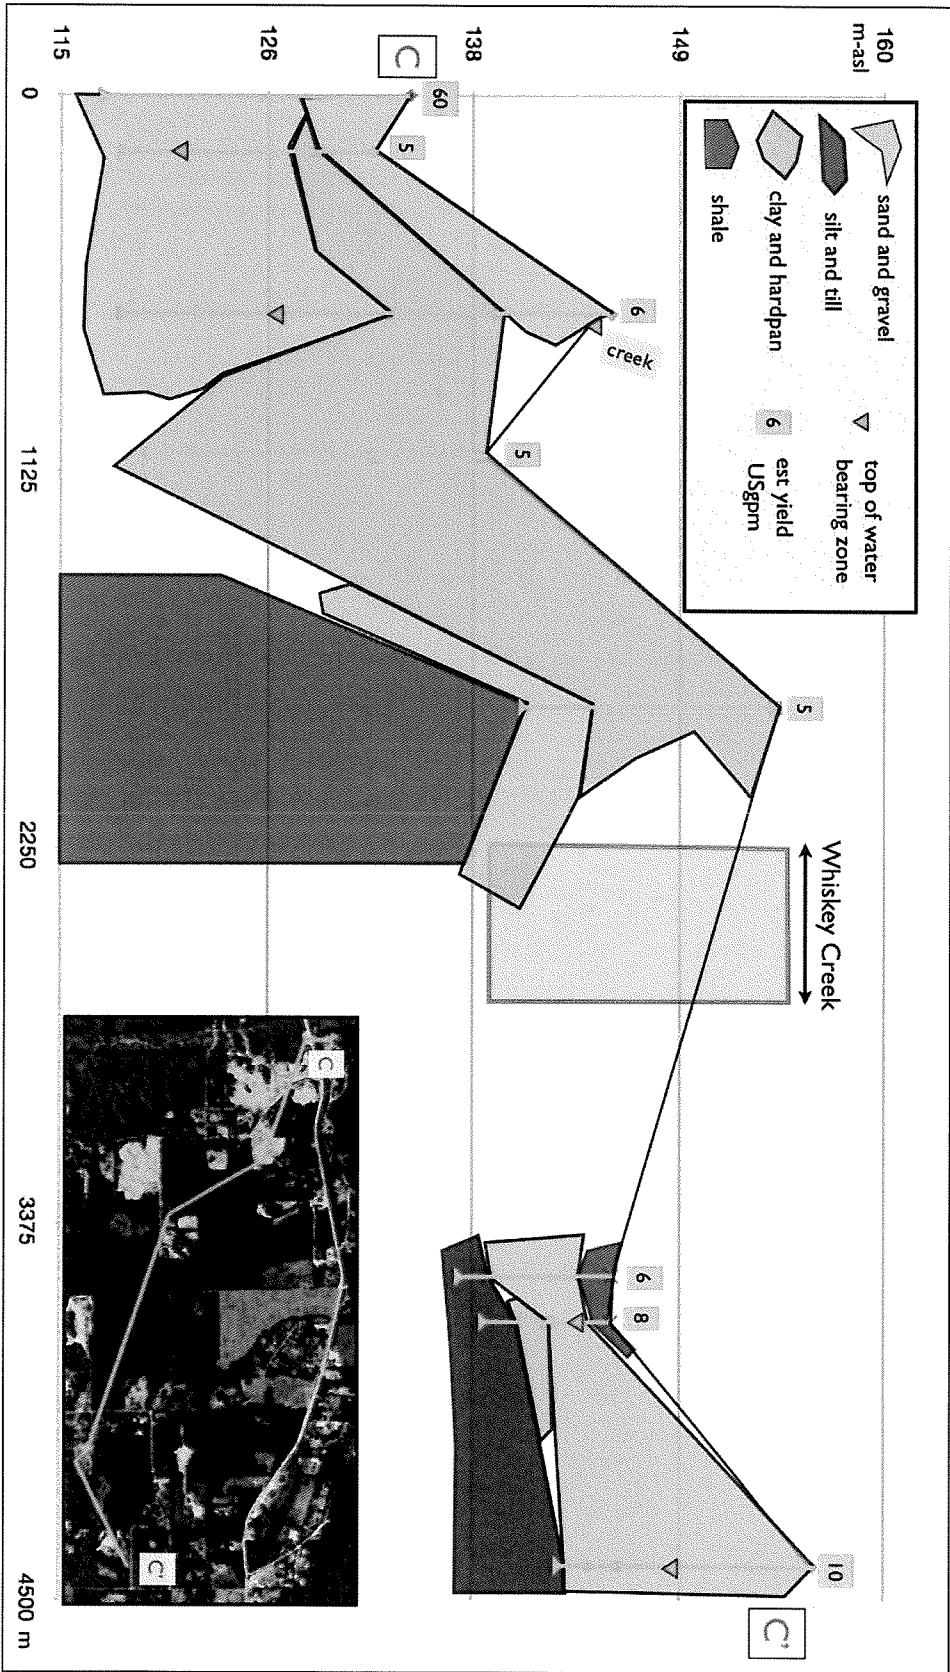 160
m-asl
149
138
126
115
C
C'
sand and gravel
silt and till
clay and hardpan
shale
top of water
bearing zone
6
est yield
USgpm
60
5
6
creek
5
5
Whiskey Creek
6
8
10
0
1125
2250
3375
4500 m
C
C'